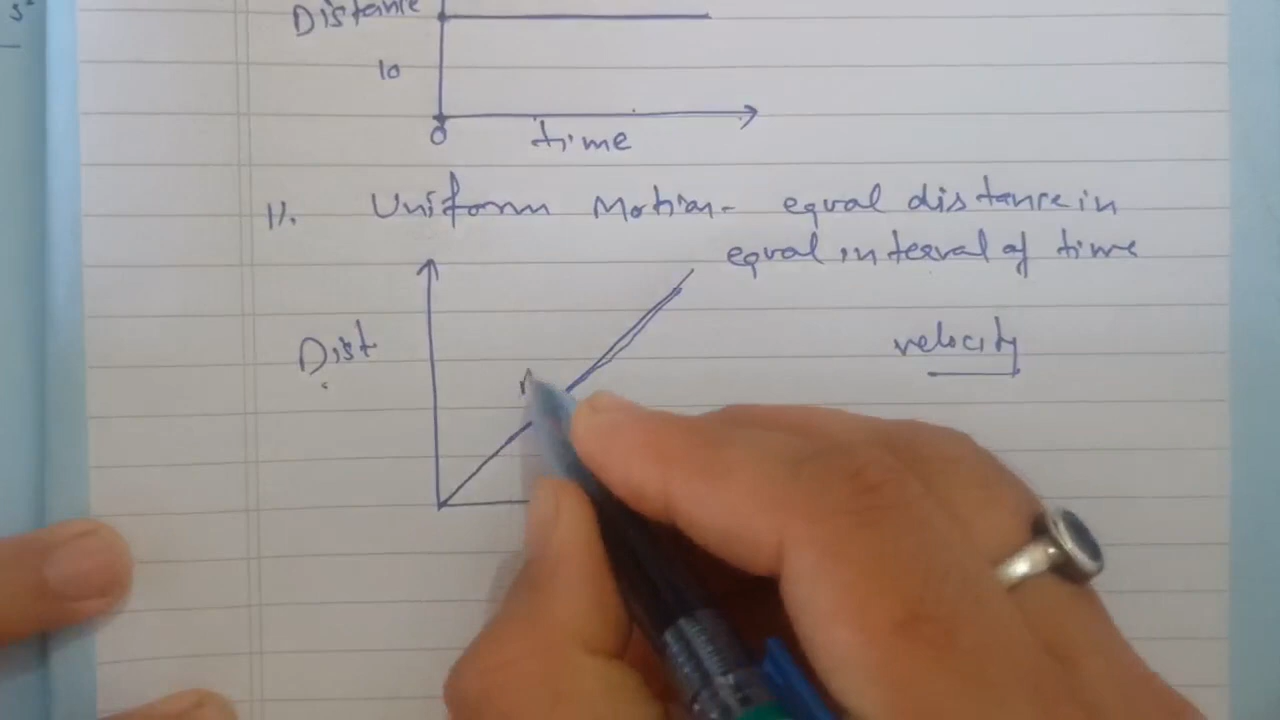 Distance
10
0
time
11. Uniform Motion- equal distance in
equal interval of time
Dist
velocity